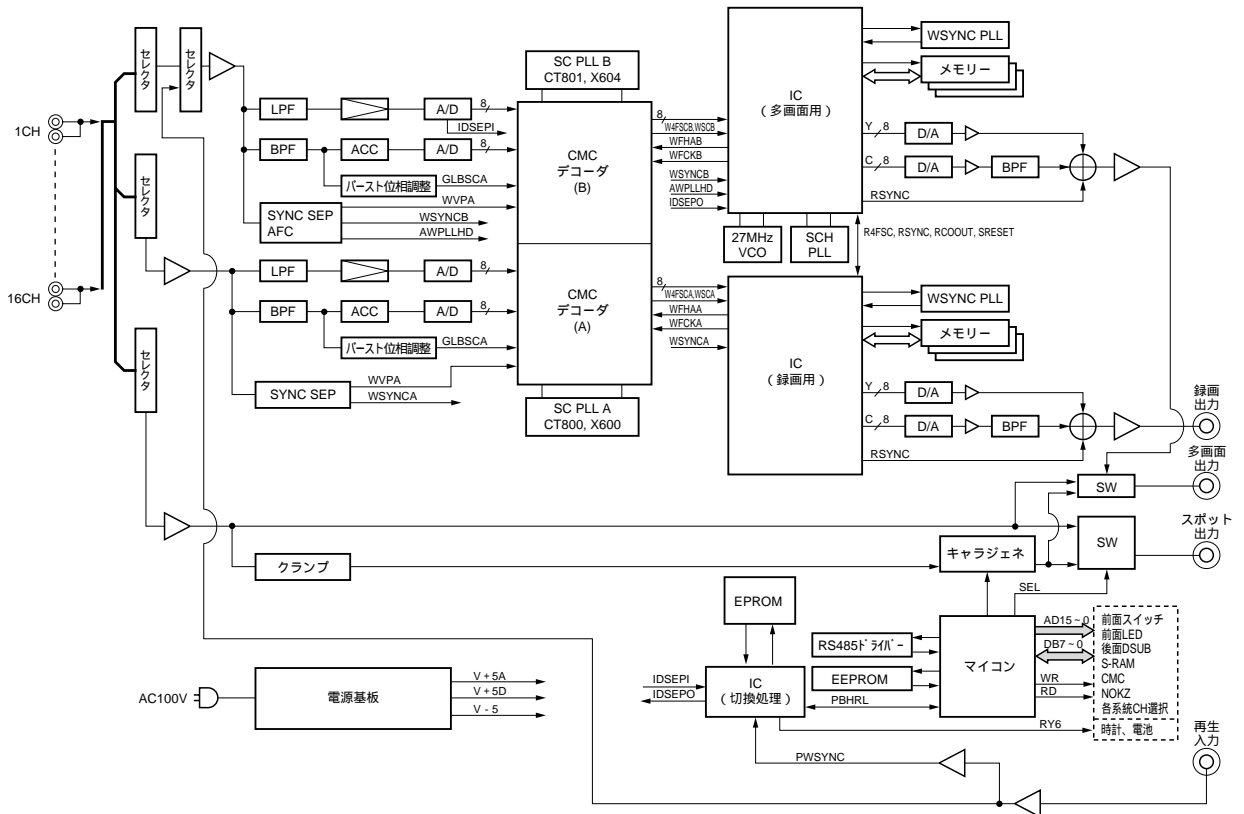 1CH
16CH
セレクタ
セレクタ
セレクタ
セレクタ
LPF
A/D
8
IDSEPI
BPF
ACC
A/D
8
バースト位相調整
GLBSCA
SYNC SEP
AFC
WVPA
WSYNCB
AWPLLHD
LPF
A/D
8
BPF
ACC
A/D
8
バースト位相調整
GLBSCA
SYNC SEP
WVPA
WSYNCA
SC PLL B
CT801, X604
CMC
デコーダ
(B)
CMC
デコーダ
(A)
SC PLL A
CT800, X600
8
W4FSCB,WSCB
WFHAB
WFCKB
WSYNCB
AWPLLHD
IDSEPO
8
W4FSCA,WSCA
WFHAA
WFCKA
WSYNCA
IC
(多画面用)
27MHz
VCO
SCH
PLL
R4FSC, RSYNC, RCOOUT, SRESET
IC
(録画用)
WSYNC PLL
メモリー
Y
8
D/A
C
8
D/A
BPF
RSYNC
WSYNC PLL
メモリー
Y
8
D/A
C
8
D/A
BPF
RSYNC
録画
出力
多画面
出力
SW
スポット
出力
SW
クランプ
キャラジェネ
SEL
EPROM
RS485ドライバー
EEPROM
マイコン
AD15~0
DB7~0
WR
RD
前面スイッチ
前面LED
後面DSUB
S-RAM
CMC
NOKZ
各系統CH選択
時計、電池
IDSEPI
IDSEPO
IC
(切換処理)
PBHRL
RY6
PWSYNC
再生
入力
AC100V
電源基板
V+5A
V+5D
V-5